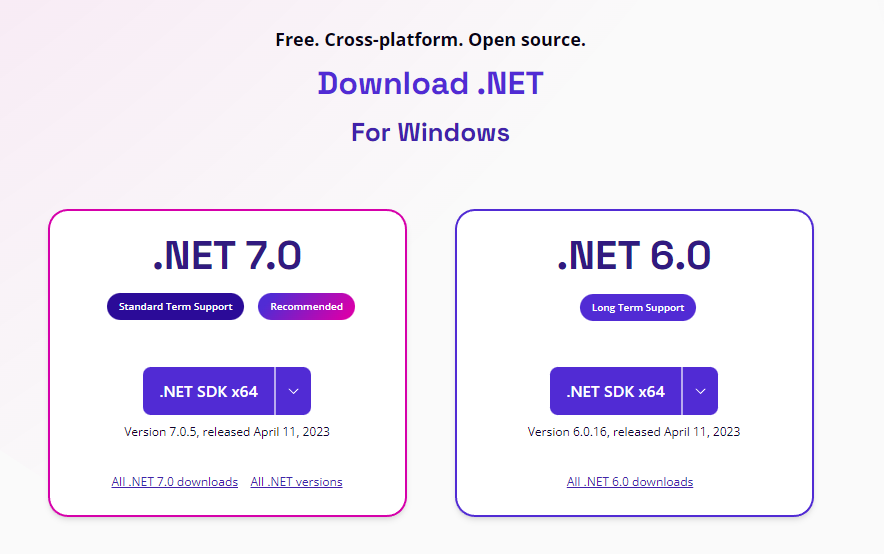 Free. Cross-platform. Open source.
Download .NET
For Windows
.NET 7.0
Standard Term Support
Recommended
.NET SDK x64
Version 7.0.5, released April 11, 2023
All .NET 7.0 downloads
All .NET versions
.NET 6.0
Long Term Support
.NET SDK x64
Version 6.0.16, released April 11, 2023
All .NET 6.0 downloads